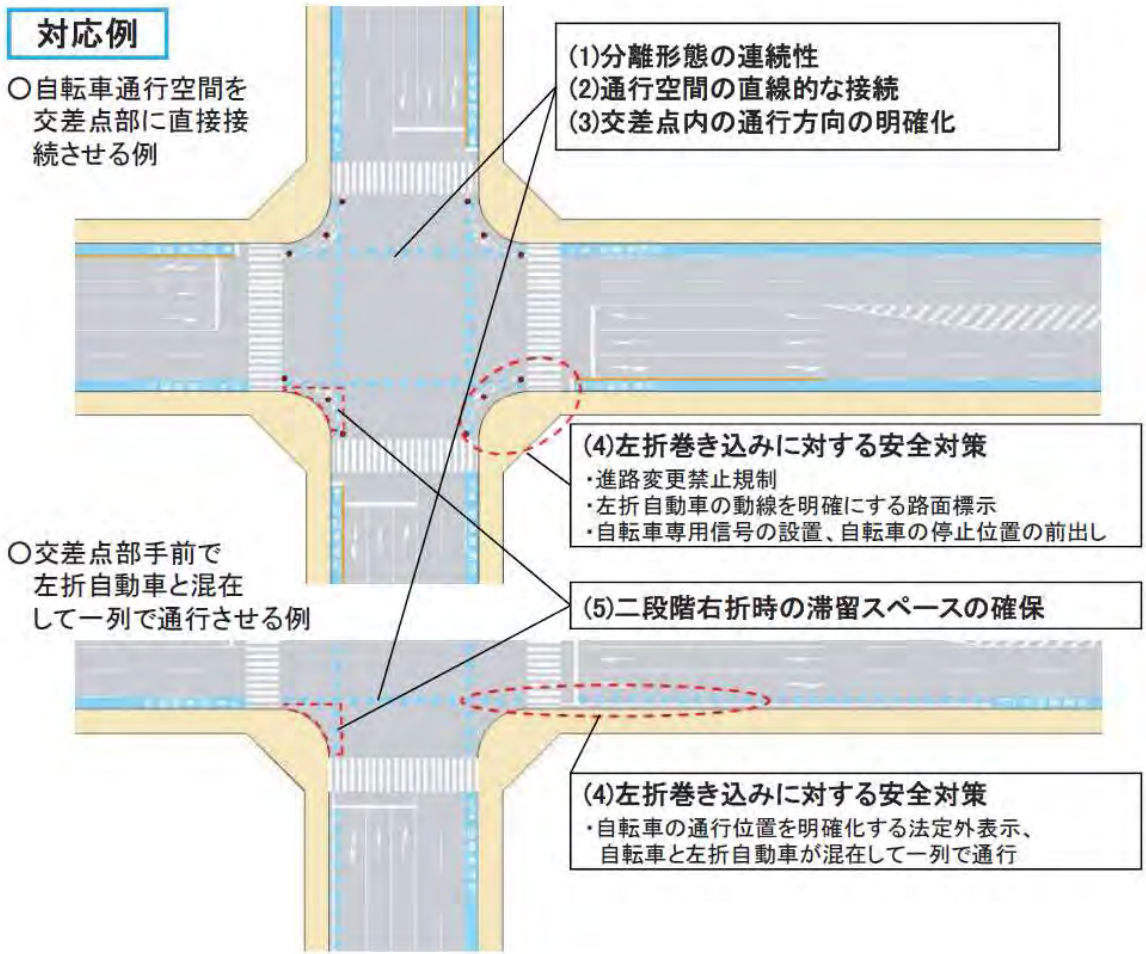 対応例
○自転車通行空間を
交差点部に直接接
続させる例
(1)分離形態の連続性
(2)通行空間の直線的な接続
(3)交差点内の通行方向の明確化
(4)左折巻き込みに対する安全対策
・進路変更禁止規制
・左折自動車の動線を明確にする路面標示
・自転車専用信号の設置、自転車の停止位置の前出し
○交差点部手前で
左折自動車と混在
して一列で通行させる例
(5)二段階右折時の滞留スペースの確保
(4)左折巻き込みに対する安全対策
・自転車の通行位置を明確化する法定外表示、
自転車と左折自動車が混在して一列で通行